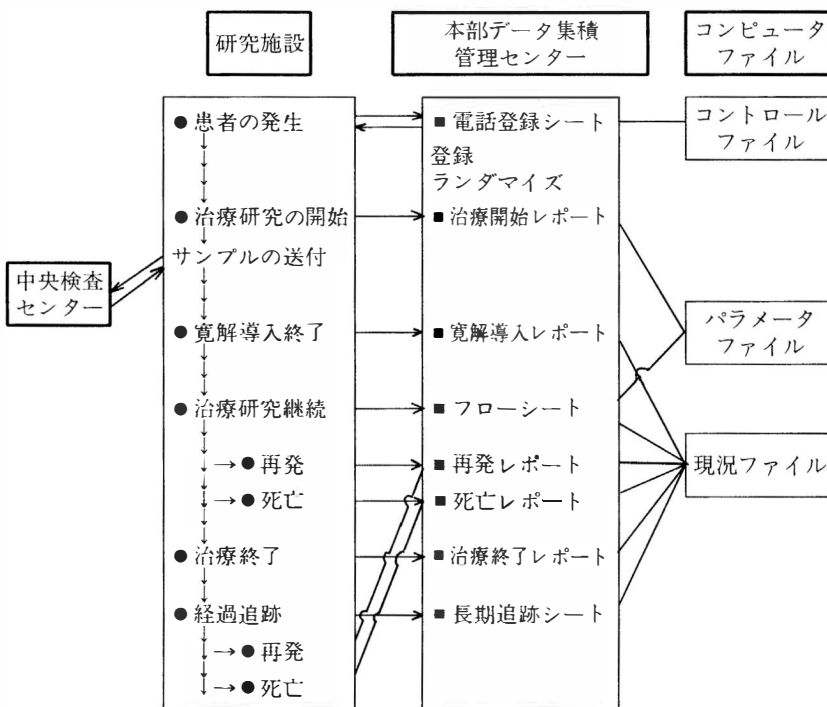 研究施設
本部データ集積
管理センター
コンピュータ
ファイル
●患者の発生
■電話登録シート
コントロール
ファイル
登録
ランダマイズ
●治療研究の開始
■治療開始レポート
サンプルの送付
中央検査
センター
●寛解導入終了
■寛解導入レポート
パラメータ
ファイル
●治療研究継続
■フローシート
→●再発
■再発レポート
現況ファイル
→●死亡
■死亡レポート
●治療終了
■治療終了レポート
●経過追跡
■長期追跡シート
→●再発
→●死亡